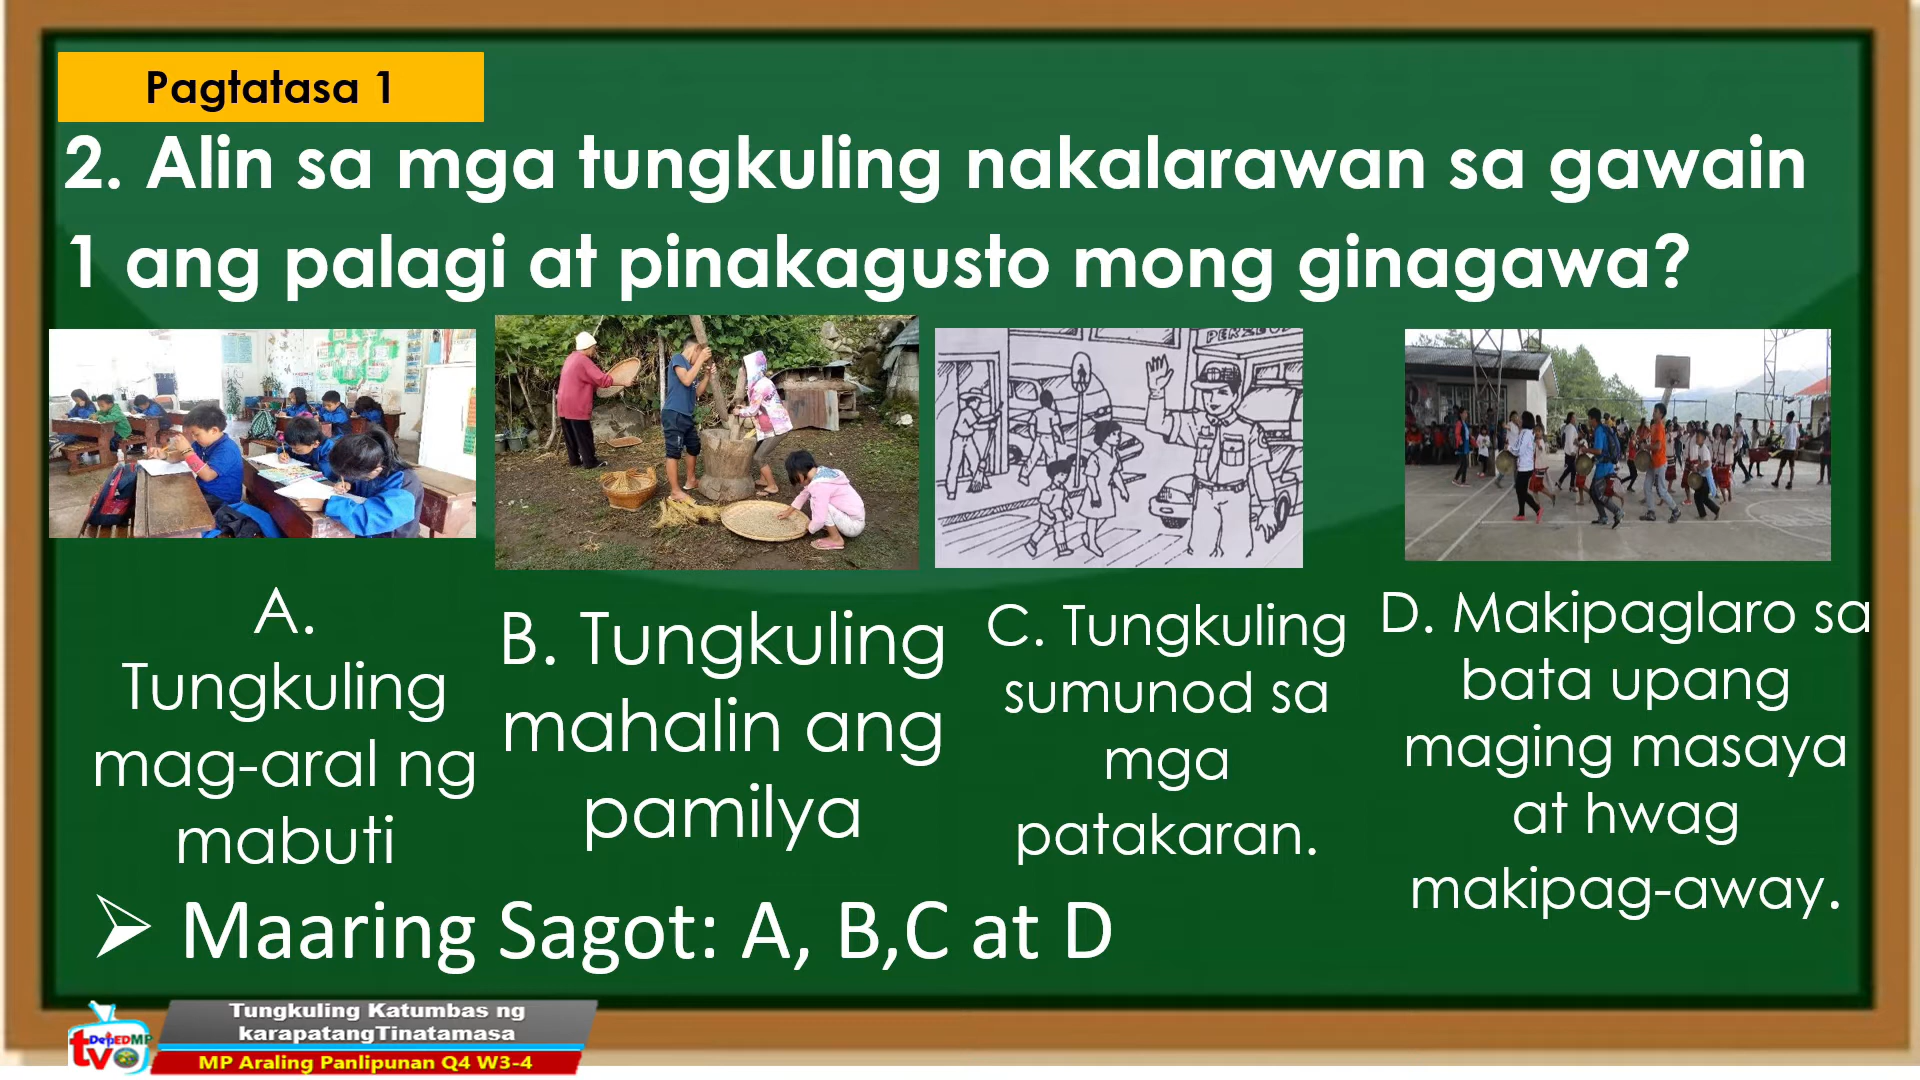 Pagtatasa 1
2. Alin sa mga tungkuling nakalarawan sa gawain
1 ang palagi at pinakagusto mong ginagawa?
A.
Tungkuling
mag-aral ng
mabuti
B. Tungkuling
mahalin ang
pamilya
C. Tungkuling
sumunod sa
mga
patakaran.
D. Makipaglaro sa
bata upang
maging masaya
at hwag
makipag-away.
➢ Maaring Sagot: A, B,C at D
DepEDMP
tvo
Tungkuling Katumbas ng
karapatangTinatamasa
MP Araling Panlipunan Q4 W3-4